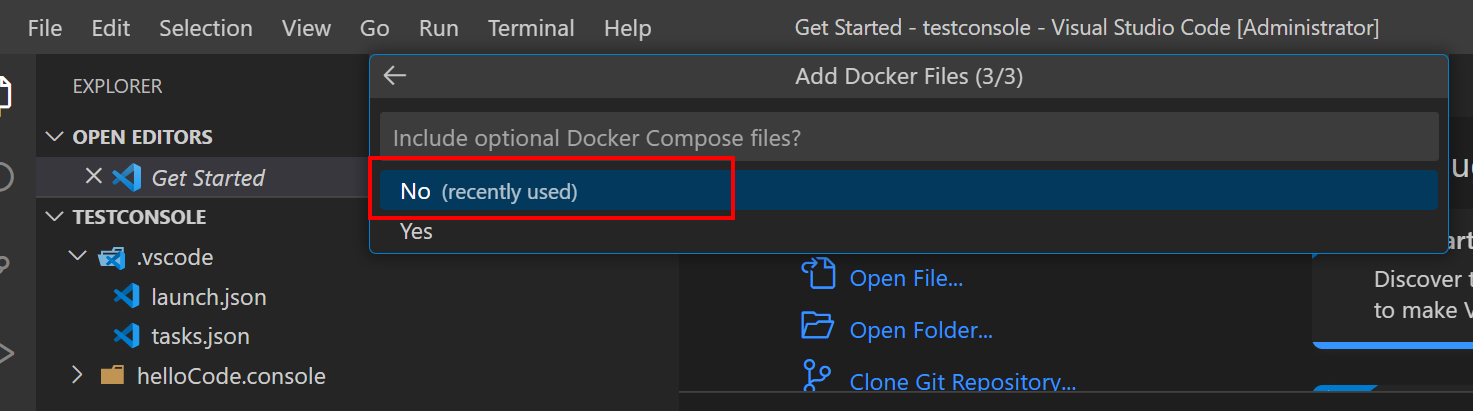 File Edit Selection View Go Run Terminal Help Get Started - testconsole - Visual Studio Code [Administrator]
EXPLORER
Add Docker Files (3/3)
OPEN EDITORS
Include optional Docker Compose files?
Get Started
No (recently used)
TESTCONSOLE
Yes
.vscode
Open File...
Discover
launch.json
to make
Open Folder...
tasks.json
helloCode.console
Clone Git Repository...